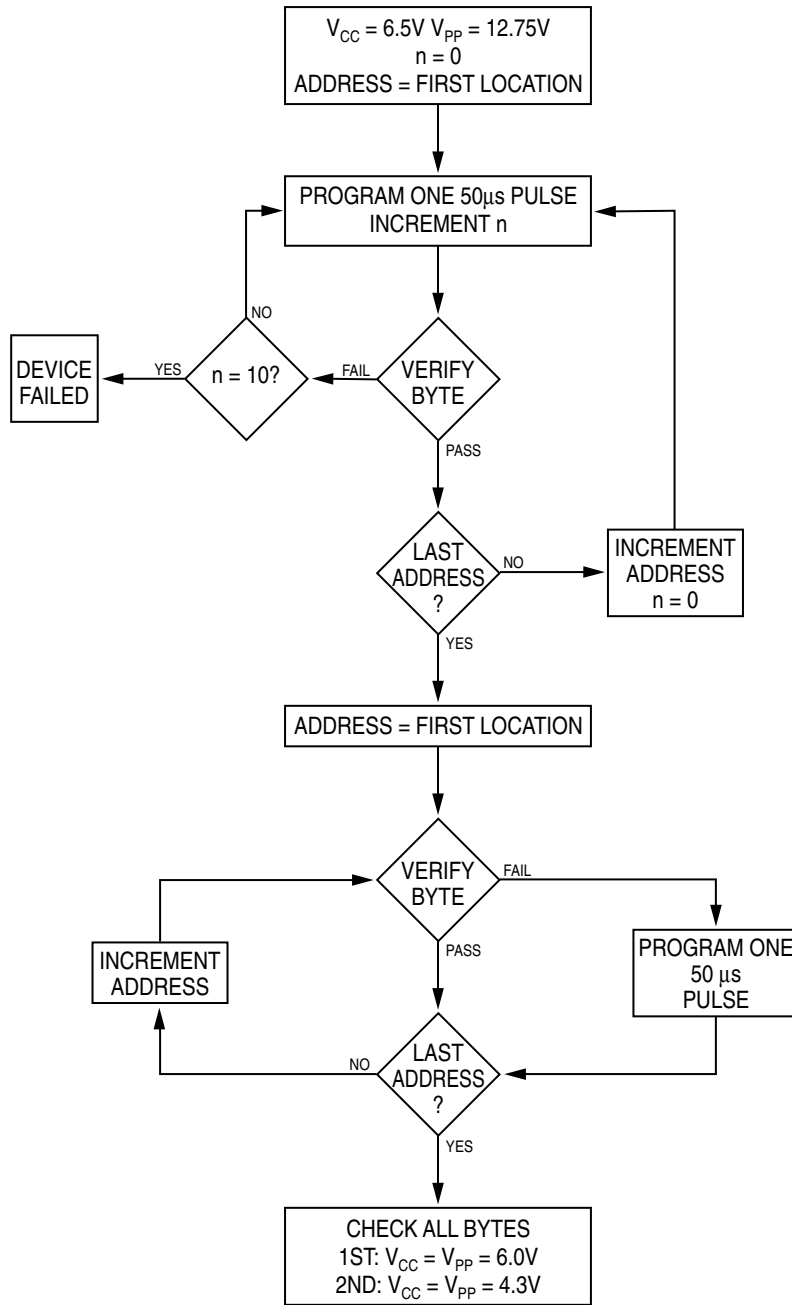 V_CC = 6.5V V_PP = 12.75V
n = 0
ADDRESS = FIRST LOCATION
PROGRAM ONE 50μs PULSE
INCREMENT n
NO
DEVICE
FAILED
YES
n = 10?
FAIL
VERIFY
BYTE
PASS
LAST
ADDRESS
?
NO
INCREMENT
ADDRESS
n = 0
YES
ADDRESS = FIRST LOCATION
VERIFY
BYTE
FAIL
PASS
INCREMENT
ADDRESS
PROGRAM ONE
50 μs
PULSE
NO
LAST
ADDRESS
?
YES
CHECK ALL BYTES
1ST: V_CC = V_PP = 6.0V
2ND: V_CC = V_PP = 4.3V